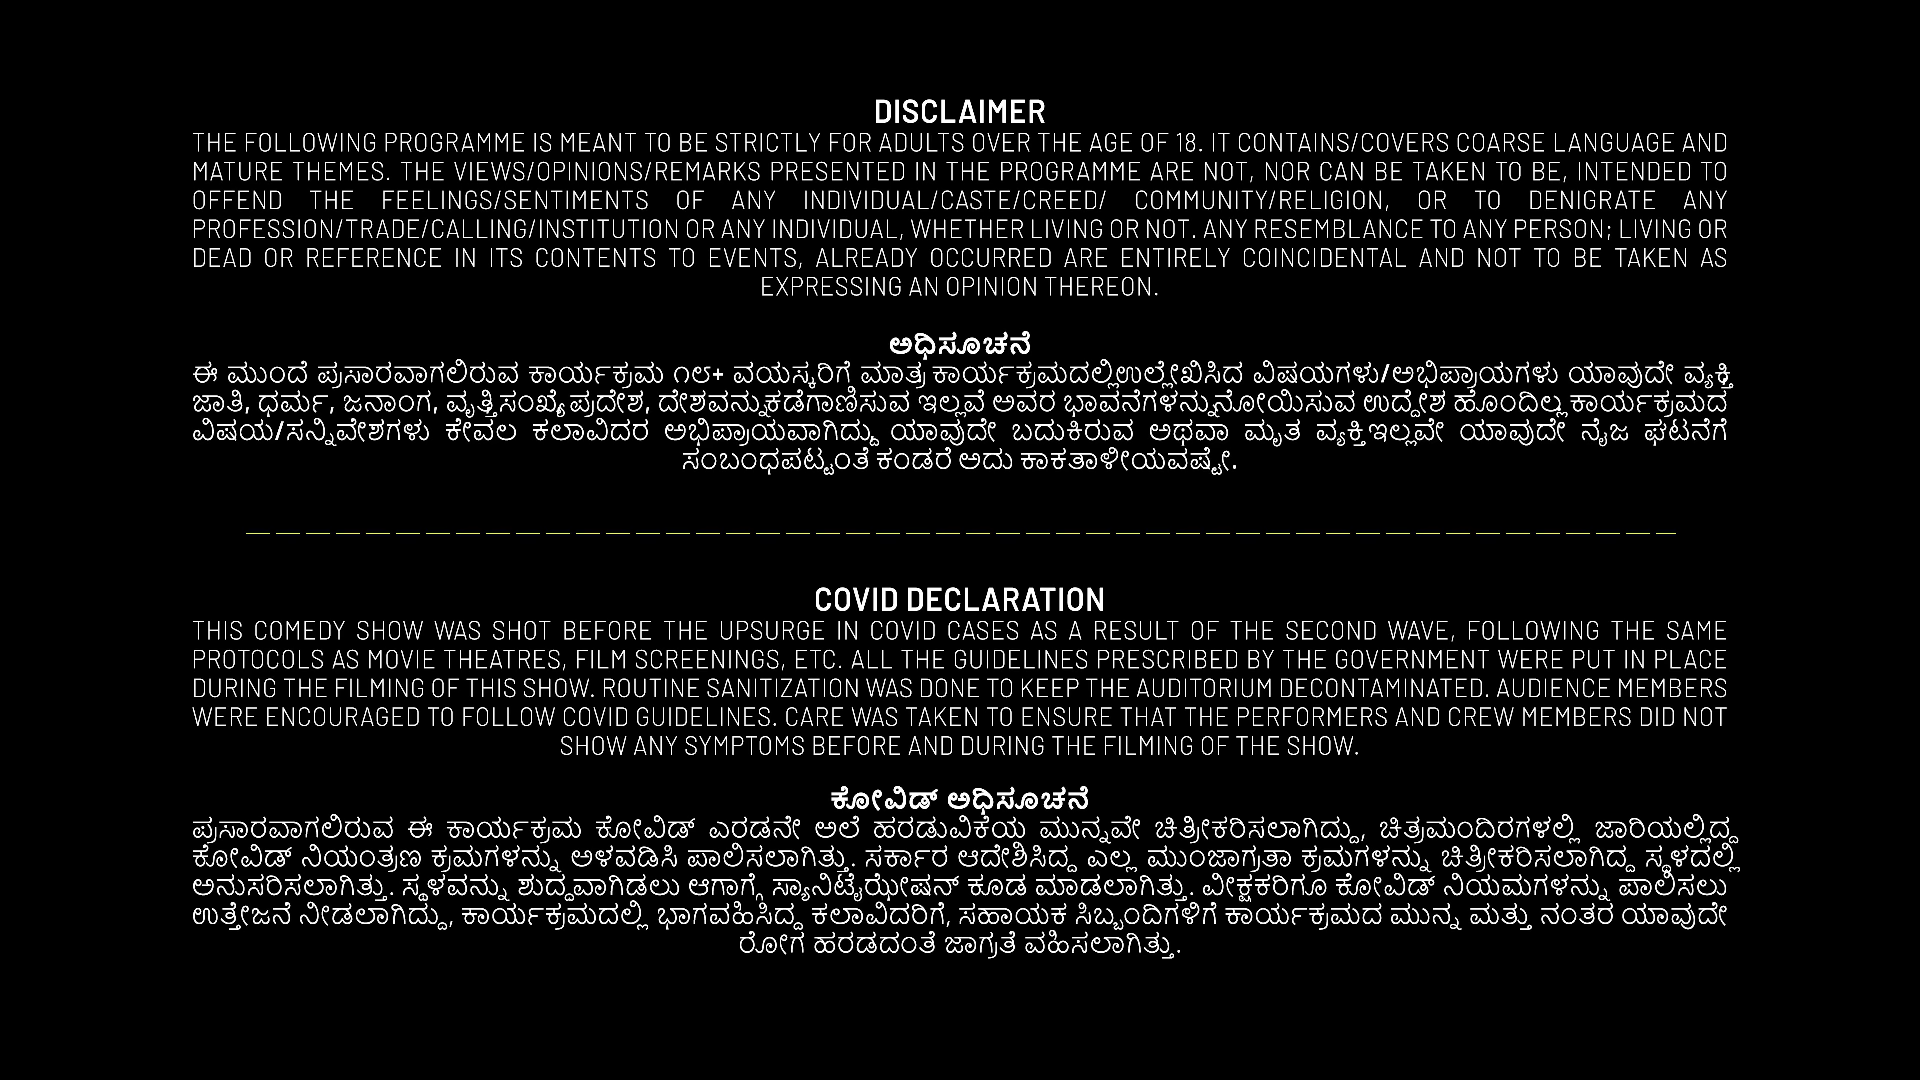 DISCLAIMER
THE FOLLOWING PROGRAMME IS MEANT TO BE STRICTLY FOR ADULTS OVER THE AGE OF 18. IT CONTAINS/COVERS COARSE LANGUAGE AND
MATURE THEMES. THE VIEWS/OPINIONS/REMARKS PRESENTED IN THE PROGRAMME ARE NOT, NOR CAN BE TAKEN TO BE, INTENDED TO
OFFEND THE FEELINGS/SENTIMENTS OF ANY INDIVIDUAL/CASTE/CREED/ COMMUNITY/RELIGION, OR TO DENIGRATE ANY
PROFESSION/TRADE/CALLING/INSTITUTION OR ANY INDIVIDUAL, WHETHER LIVING OR NOT. ANY RESEMBLANCE TO ANY PERSON; LIVING OR
DEAD OR REFERENCE IN ITS CONTENTS TO EVENTS, ALREADY OCCURRED ARE ENTIRELY COINCIDENTAL AND NOT TO BE TAKEN AS
EXPRESSING AN OPINION THEREON.
ಅಧಿಸೂಚನೆ
ಈ ಮುಂದೆ ಪ್ರಸಾರವಾಗಲಿರುವ ಕಾರ್ಯಕ್ರಮ ೧೮+ ವಯಸ್ಕರಿಗೆ ಮಾತ್ರ ಕಾರ್ಯಕ್ರಮದಲ್ಲಿಉಲ್ಲೇಖಿಸಿದ ವಿಷಯಗಳು/ಅಭಿಪ್ರಾಯಗಳು ಯಾವುದೇ ವ್ಯಕ್ತಿ
ಜಾತಿ, ಧರ್ಮ, ಜನಾಂಗ, ವೃತ್ತಿಸಂಖ್ಯೆಪ್ರದೇಶ, ದೇಶವನ್ನುಕಡೆಗಾಣಿಸುವ ಇಲ್ಲವೆ ಅವರ ಭಾವನೆಗಳನ್ನುನೋಯಿಸುವ ಉದ್ದೇಶ ಹೊಂದಿಲ್ಲಕಾರ್ಯಕ್ರಮದ
ವಿಷಯ/ಸನ್ನಿವೇಶಗಳು ಕೇವಲ ಕಲಾವಿದರ ಅಭಿಪ್ರಾಯವಾಗಿದ್ದು ಯಾವುದೇ ಬದುಕಿರುವ ಅಥವಾ ಮೃತ ವ್ಯಕ್ತಿಇಲ್ಲವೇ ಯಾವುದೇ ನೈಜ ಘಟನೆಗೆ
ಸಂಬಂಧಪಟ್ಟಂತೆ ಕಂಡರೆ ಅದು ಕಾಕತಾಳೀಯವಷ್ಟೇ.
COVID DECLARATION
THIS COMEDY SHOW WAS SHOT BEFORE THE UPSURGE IN COVID CASES AS A RESULT OF THE SECOND WAVE, FOLLOWING THE SAME
PROTOCOLS AS MOVIE THEATRES, FILM SCREENINGS, ETC. ALL THE GUIDELINES PRESCRIBED BY THE GOVERNMENT WERE PUT IN PLACE
DURING THE FILMING OF THIS SHOW. ROUTINE SANITIZATION WAS DONE TO KEEP THE AUDITORIUM DECONTAMINATED. AUDIENCE MEMBERS
WERE ENCOURAGED TO FOLLOW COVID GUIDELINES. CARE WAS TAKEN TO ENSURE THAT THE PERFORMERS AND CREW MEMBERS DID NOT
SHOW ANY SYMPTOMS BEFORE AND DURING THE FILMING OF THE SHOW.
ಕೋವಿಡ್ ಅಧಿಸೂಚನೆ
ಪ್ರಸಾರವಾಗಲಿರುವ ಈ ಕಾರ್ಯಕ್ರಮ ಕೋವಿಡ್ ಎರಡನೇ ಅಲೆ ಹರಡುವಿಕೆಯ ಮುನ್ನವೇ ಚಿತ್ರೀಕರಿಸಲಾಗಿದ್ದು, ಚಿತ್ರಮಂದಿರಗಳಲ್ಲಿ ಜಾರಿಯಲ್ಲಿದ್ದ
ಕೋವಿಡ್ ನಿಯಂತ್ರಣ ಕ್ರಮಗಳನ್ನು ಅಳವಡಿಸಿ ಪಾಲಿಸಲಾಗಿತ್ತು. ಸರ್ಕಾರ ಆದೇಶಿಸಿದ್ದ ಎಲ್ಲ ಮುಂಜಾಗ್ರತಾ ಕ್ರಮಗಳನ್ನು ಚಿತ್ರೀಕರಿಸಲಾಗಿದ್ದ ಸ್ಥಳದಲ್ಲಿ
ಅನುಸರಿಸಲಾಗಿತ್ತು. ಸ್ಥಳವನ್ನು ಶುದ್ಧವಾಗಿಡಲು ಆಗಾಗ್ಗೆ ಸ್ಯಾನಿಟೈಝೇಷನ್ ಕೂಡ ಮಾಡಲಾಗಿತ್ತು. ವೀಕ್ಷಕರಿಗೂ ಕೋವಿಡ್ ನಿಯಮಗಳನ್ನು ಪಾಲಿಸಲು
ಉತ್ತೇಜನೆ ನೀಡಲಾಗಿದ್ದು, ಕಾರ್ಯಕ್ರಮದಲ್ಲಿ ಭಾಗವಹಿಸಿದ್ದ ಕಲಾವಿದರಿಗೆ, ಸಹಾಯಕ ಸಿಬ್ಬಂದಿಗಳಿಗೆ ಕಾರ್ಯಕ್ರಮದ ಮುನ್ನ ಮತ್ತು ನಂತರ ಯಾವುದೇ
ರೋಗ ಹರಡದಂತೆ ಜಾಗ್ರತೆ ವಹಿಸಲಾಗಿತ್ತು.